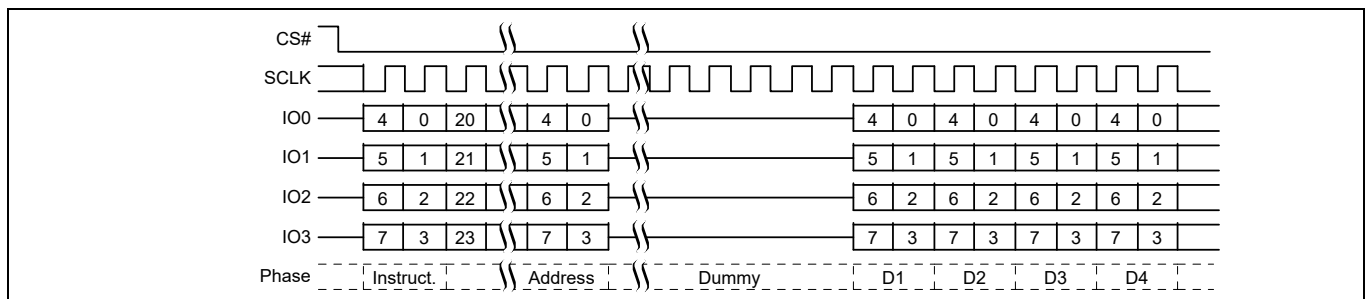 CS#
SCLK
IO0 4 0 20 4 0 4 0 4 0 4 0 4 0
IO1 5 1 21 5 1 5 1 5 1 5 1 5 1
IO2 6 2 22 6 2 6 2 6 2 6 2 6 2
IO3 7 3 23 7 3 7 3 7 3 7 3 7 3
Phase Instruct. Address Dummy D1 D2 D3 D4